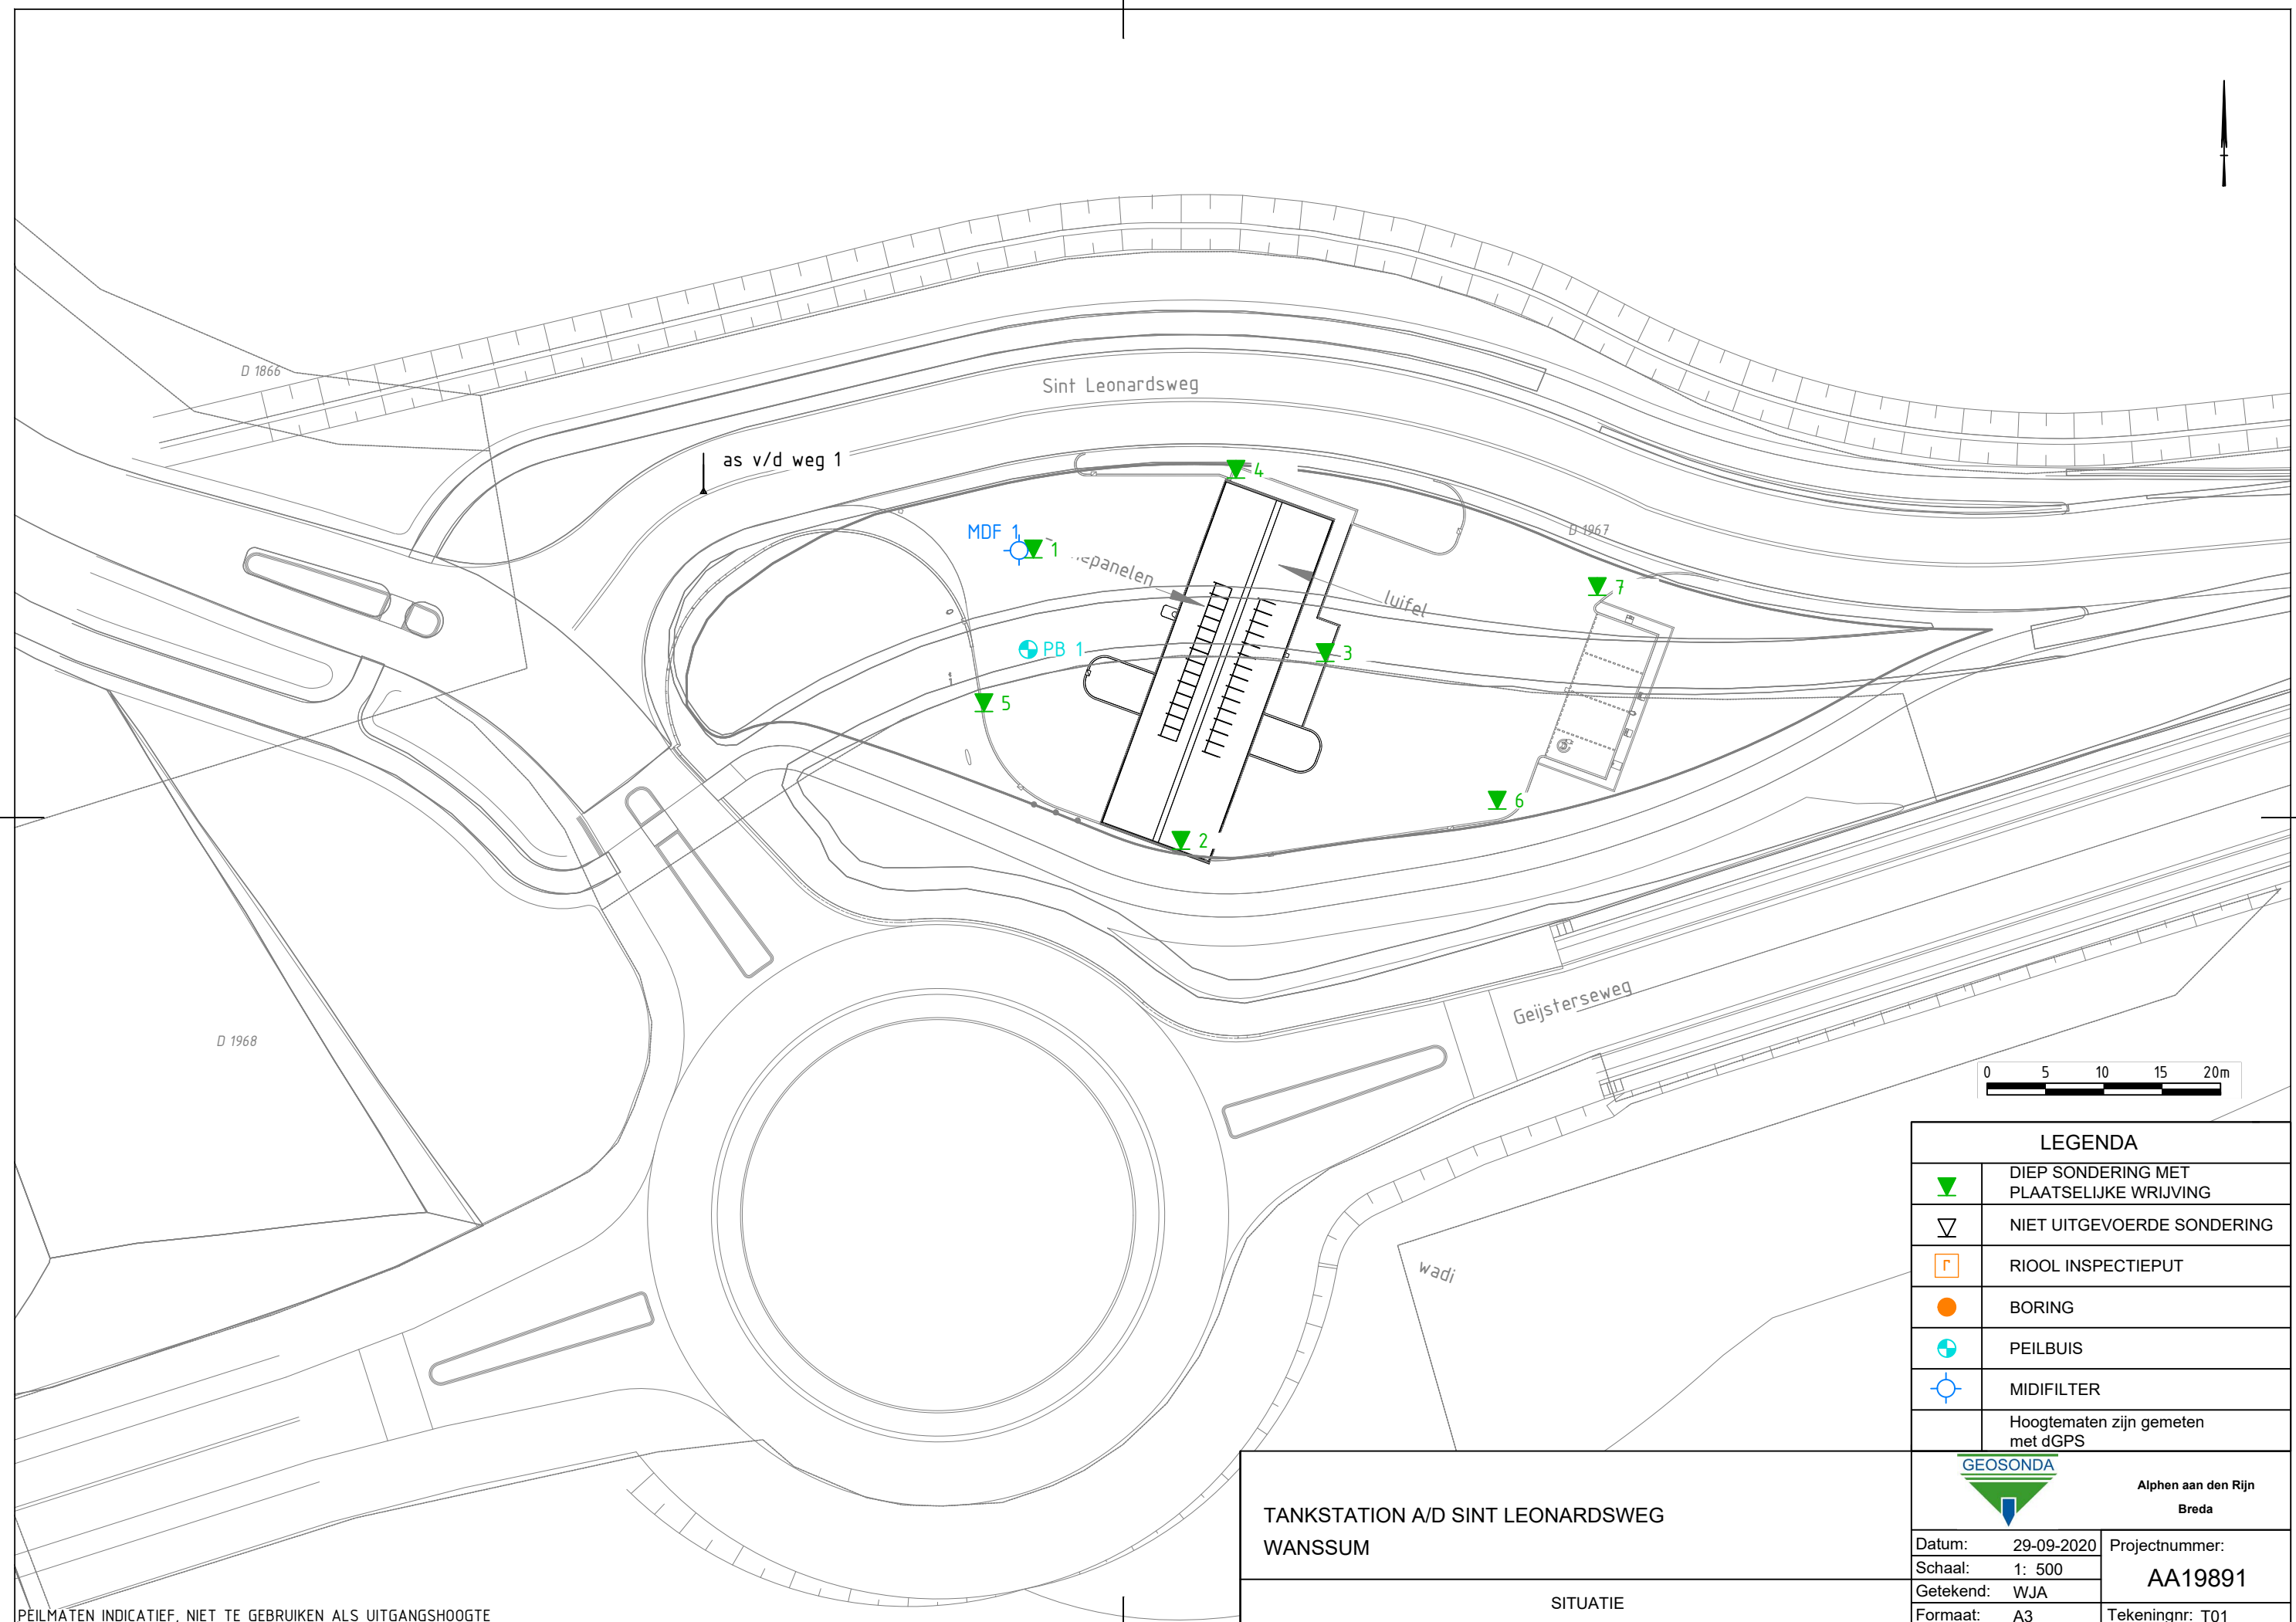 D 1866
Sint Leonardsweg
as v/d weg 1
4
MDF 1
1
D 1967
luifel
7
PB 1
3
5
6
2
Geijsterseweg
D 1968
wadi
0 5 10 15 20m
LEGENDA
DIEP SONDERING MET
PLAATSELIJKE WRIJVING
NIET UITGEVOERDE SONDERING
r
RIOOL INSPECTIEPUT
BORING
PEILBUIS
MIDIFILTER
Hoogtematen zijn gemeten
met dGPS
GEOSONDA
Alphen aan den Rijn
Breda
TANKSTATION A/D SINT LEONARDSWEG
WANSSUM
SITUATIE
Datum: 29-09-2020
Schaal: 1: 500
Getekend: WJA
Formaat: A3
Projectnummer:
AA19891
Tekeningnr: T01
PEILMATEN INDICATIEF, NIET TE GEBRUIKEN ALS UITGANGSHOOGTE